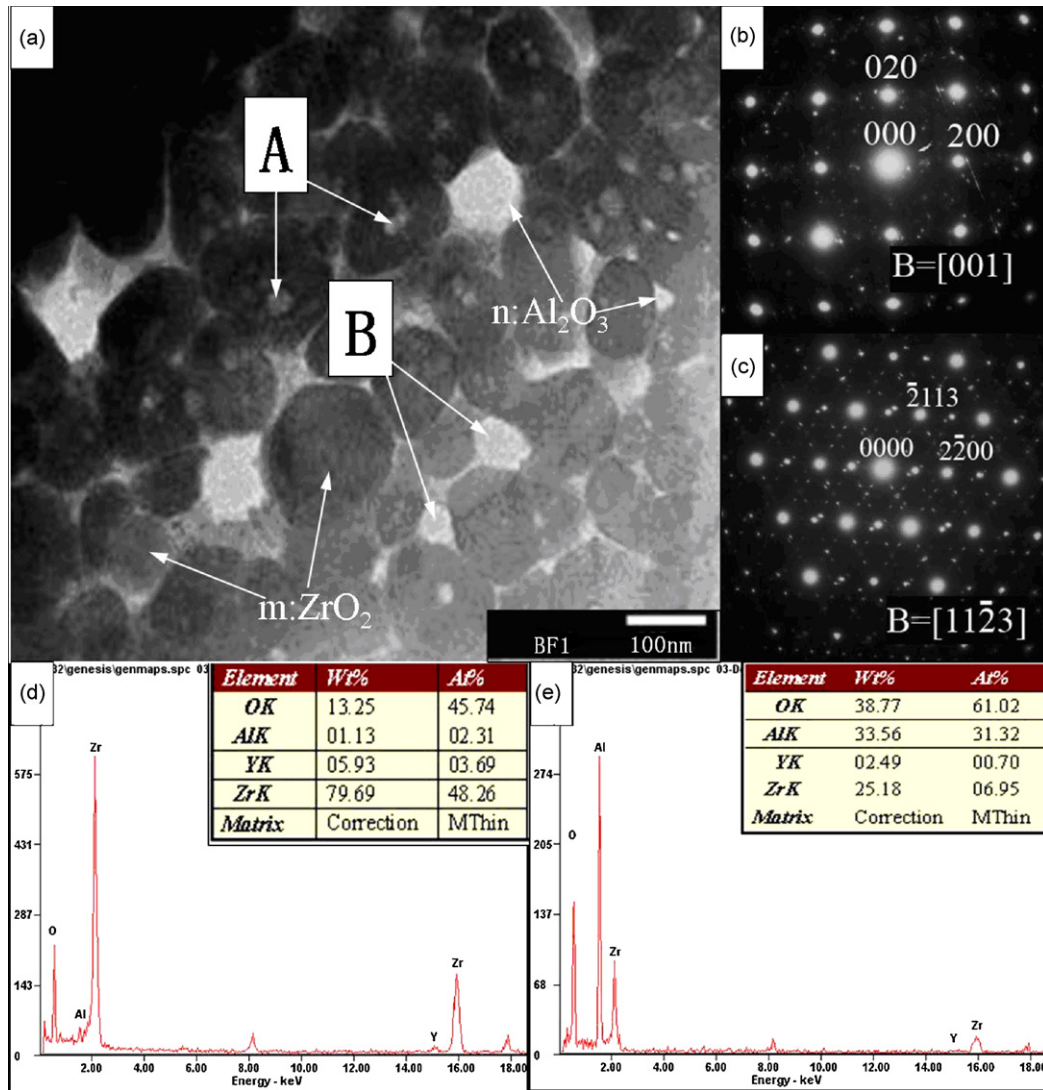 (a)
A
B
n:Al₂O₃
m:ZrO₂
BF1
100nm
(b)
020
000 200
B=[001]
(c)
2̅113
0000 22̅00
B=[112̅3]
(d)
32\genesis\genmaps.spc 03
Element Wt% At%
OK 13.25 45.74
AlK 01.13 02.31
YK 05.93 03.69
ZrK 79.69 48.26
Matrix Correction MThin
575
431
287
143
0
O
Al
Zr
Y
Zr
2.00 4.00 6.00 8.00 10.00 12.00 14.00 16.00 18.00
Energy - keV
(e)
32\genesis\genmaps.spc 03-D
Element Wt% At%
OK 38.77 61.02
AlK 33.56 31.32
YK 02.49 00.70
ZrK 25.18 06.95
Matrix Correction MThin
274
205
137
68
0
O
Al
Zr
Y
Zr
2.00 4.00 6.00 8.00 10.00 12.00 14.00 16.00 18.0
Energy - keV